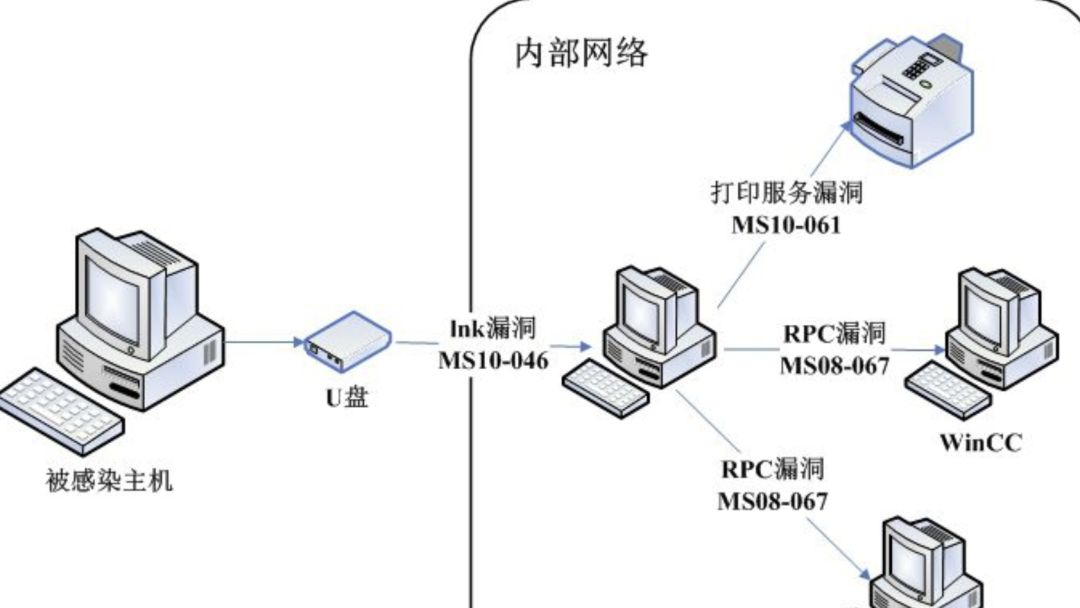 内部网络
打印服务漏洞
MS10-061
lnk漏洞
MS10-046
RPC漏洞
MS08-067
U盘
WinCC
被感染主机
RPC漏洞
MS08-067